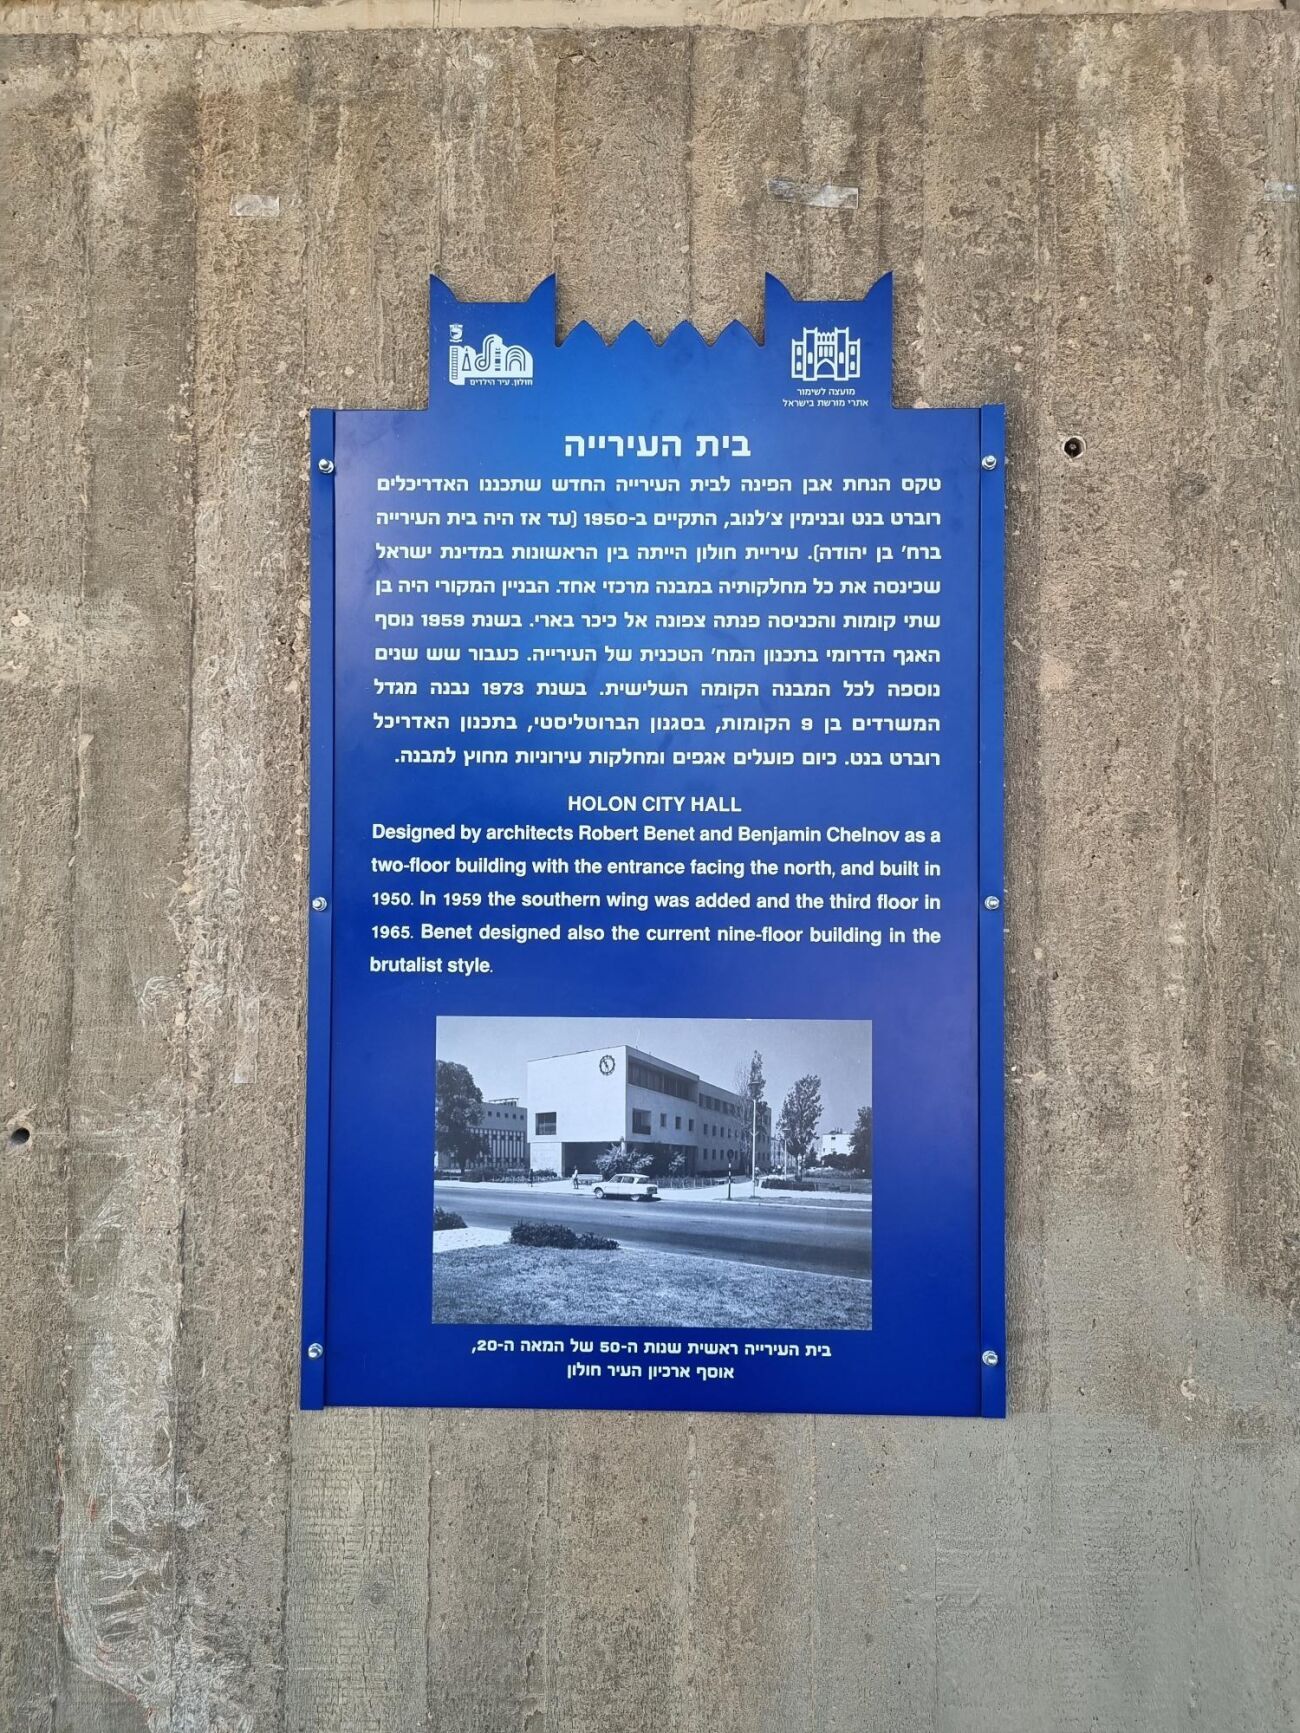 חולון. עיר הילדים
מועצה לשימור
אתרי מורשת בישראל
בית העירייה
טקס הנחת אבן הפינה לבית העירייה החדש שתכננו האדריכלים
רוברט בנט ובנימין צ'לנוב, התקיים ב-1950 (עד אז היה בית העירייה
ברח' בן יהודה). עיריית חולון הייתה בין הראשונות במדינת ישראל
שכינסה את כל מחלקותיה במבנה מרכזי אחד. הבניין המקורי היה בן
שתי קומות והכניסה פנתה צפונה אל כיכר בארי. בשנת 1959 נוסף
האגף הדרומי בתכנון המח' הטכנית של העירייה. כעבור שש שנים
נוספה לכל המבנה הקומה השלישית. בשנת 1973 נבנה מגדל
המשרדים בן 9 הקומות, בסגנון הברוטליסטי, בתכנון האדריכל
רוברט בנט. כיום פועלים אגפים ומחלקות עירוניות מחוץ למבנה.
HOLON CITY HALL
Designed by architects Robert Benet and Benjamin Chelnov as a
two-floor building with the entrance facing the north, and built in
1950. In 1959 the southern wing was added and the third floor in
1965. Benet designed also the current nine-floor building in the
brutalist style.
בית העירייה ראשית שנות ה-50 של המאה ה-20,
אוסף ארכיון העיר חולון